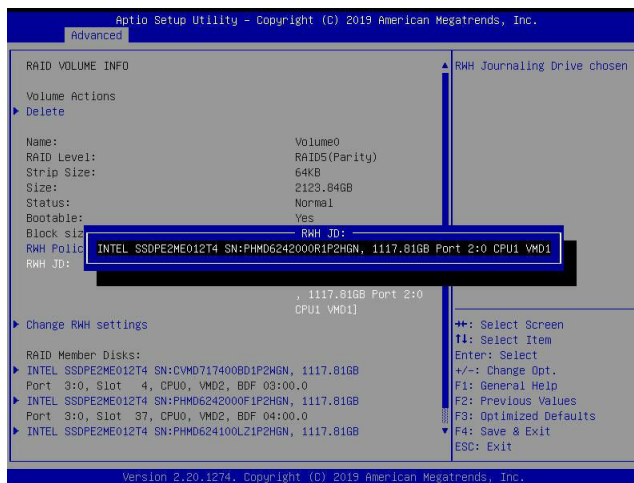 Aptio Setup Utility – Copyright (C) 2019 American Megatrends, Inc.
Advanced
RAID VOLUME INFO
RWH Journaling Drive chosen
Volume Actions
Delete
Name: Volume0
RAID Level: RAID5(Parity)
Strip Size: 64KB
Size: 2123.84GB
Status: Normal
Bootable: Yes
Block siz
RWH JD:
RWH Polic
INTEL SSDPE2ME012T4 SN:PHMD6242000R1P2HGN, 1117.81GB Port 2:0 CPU1 VMD1
RWH JD:
, 1117.81GB Port 2:0
CPU1 VMD1]
Change RWH settings
RAID Member Disks:
INTEL SSDPE2ME012T4 SN:CVMD717400BD1P2WGN, 1117.81GB
Port 3:0, Slot 4, CPU0, VMD2, BDF 03:00.0
INTEL SSDPE2ME012T4 SN:PHMD6242000F1P2HGN, 1117.81GB
Port 3:0, Slot 37, CPU0, VMD2, BDF 04:00.0
INTEL SSDPE2ME012T4 SN:PHMD624100LZ1P2HGN, 1117.81GB
→←: Select Screen
↑↓: Select Item
Enter: Select
+/-: Change Opt.
F1: General Help
F2: Previous Values
F3: Optimized Defaults
F4: Save & Exit
ESC: Exit
Version 2.20.1274. Copyright (C) 2019 American Megatrends, Inc.